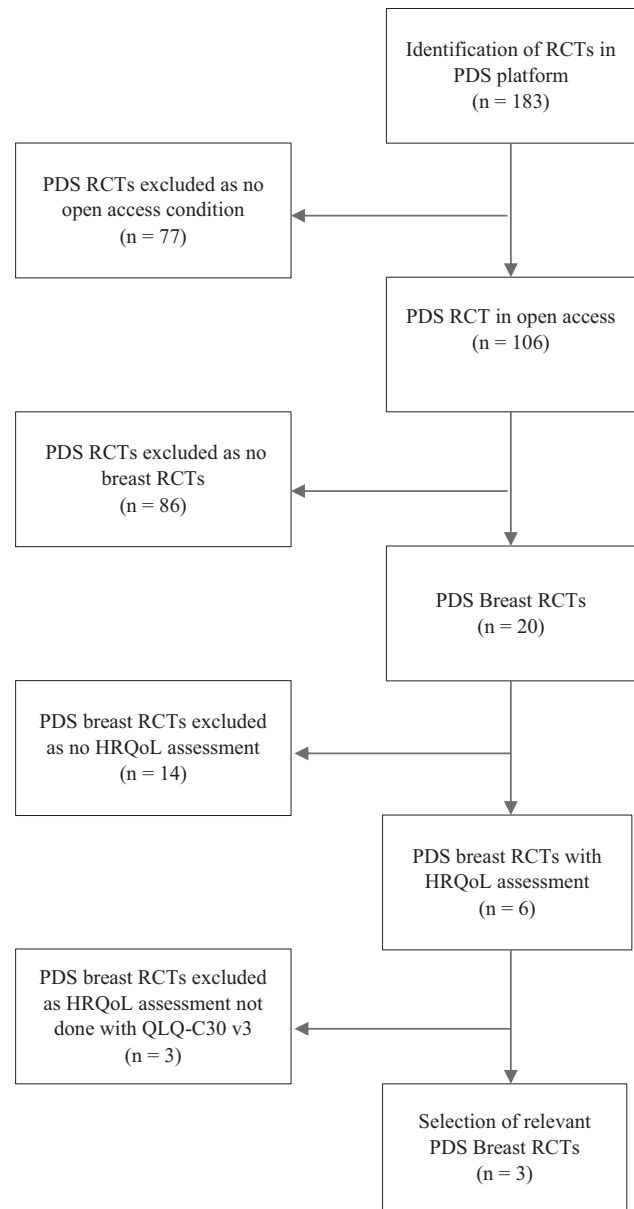 Identification of RCTs in
PDS platform
(n = 183)
PDS RCTs excluded as no
open access condition
(n = 77)
PDS RCT in open access
(n = 106)
PDS RCTs excluded as no
breast RCTs
(n = 86)
PDS Breast RCTs
(n = 20)
PDS breast RCTs excluded
as no HRQoL assessment
(n = 14)
PDS breast RCTs with
HRQoL assessment
(n = 6)
PDS breast RCTs excluded
as HRQoL assessment not
done with QLQ-C30 v3
(n = 3)
Selection of relevant
PDS Breast RCTs
(n = 3)